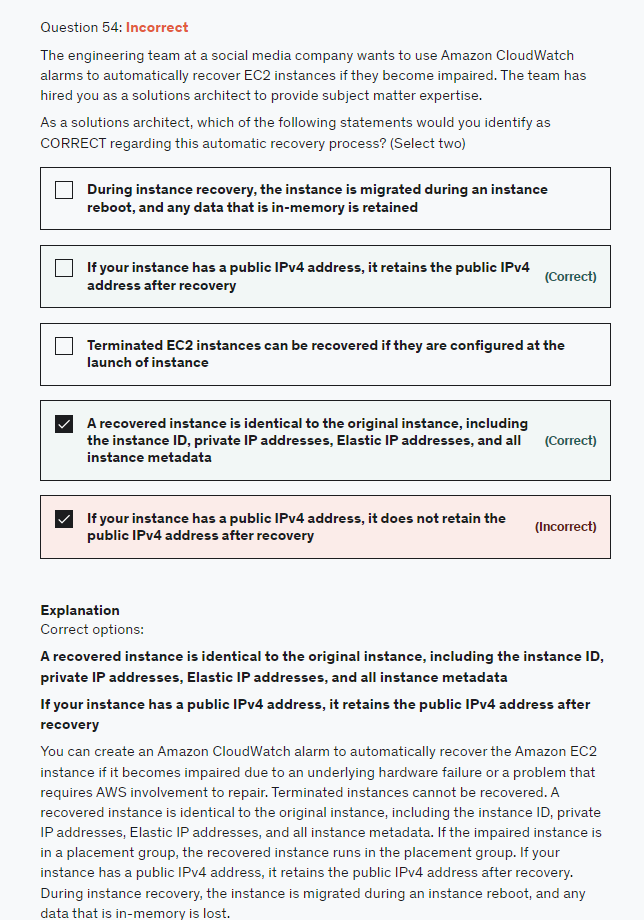 Question 54: Incorrect
The engineering team at a social media company wants to use Amazon CloudWatch
alarms to automatically recover EC2 instances if they become impaired. The team has
hired you as a solutions architect to provide subject matter expertise.
As a solutions architect, which of the following statements would you identify as
CORRECT regarding this automatic recovery process? (Select two)
During instance recovery, the instance is migrated during an instance
reboot, and any data that is in-memory is retained
If your instance has a public IPv4 address, it retains the public IPv4
address after recovery
(Correct)
Terminated EC2 instances can be recovered if they are configured at the
launch of instance
A recovered instance is identical to the original instance, including
the instance ID, private IP addresses, Elastic IP addresses, and all
instance metadata
(Correct)
If your instance has a public IPv4 address, it does not retain the
public IPv4 address after recovery
(Incorrect)
Explanation
Correct options:
A recovered instance is identical to the original instance, including the instance ID,
private IP addresses, Elastic IP addresses, and all instance metadata
If your instance has a public IPv4 address, it retains the public IPv4 address after
recovery
You can create an Amazon CloudWatch alarm to automatically recover the Amazon EC2
instance if it becomes impaired due to an underlying hardware failure or a problem that
requires AWS involvement to repair. Terminated instances cannot be recovered. A
recovered instance is identical to the original instance, including the instance ID, private
IP addresses, Elastic IP addresses, and all instance metadata. If the impaired instance is
in a placement group, the recovered instance runs in the placement group. If your
instance has a public IPv4 address, it retains the public IPv4 address after recovery.
During instance recovery, the instance is migrated during an instance reboot, and any
data that is in-memory is lost.